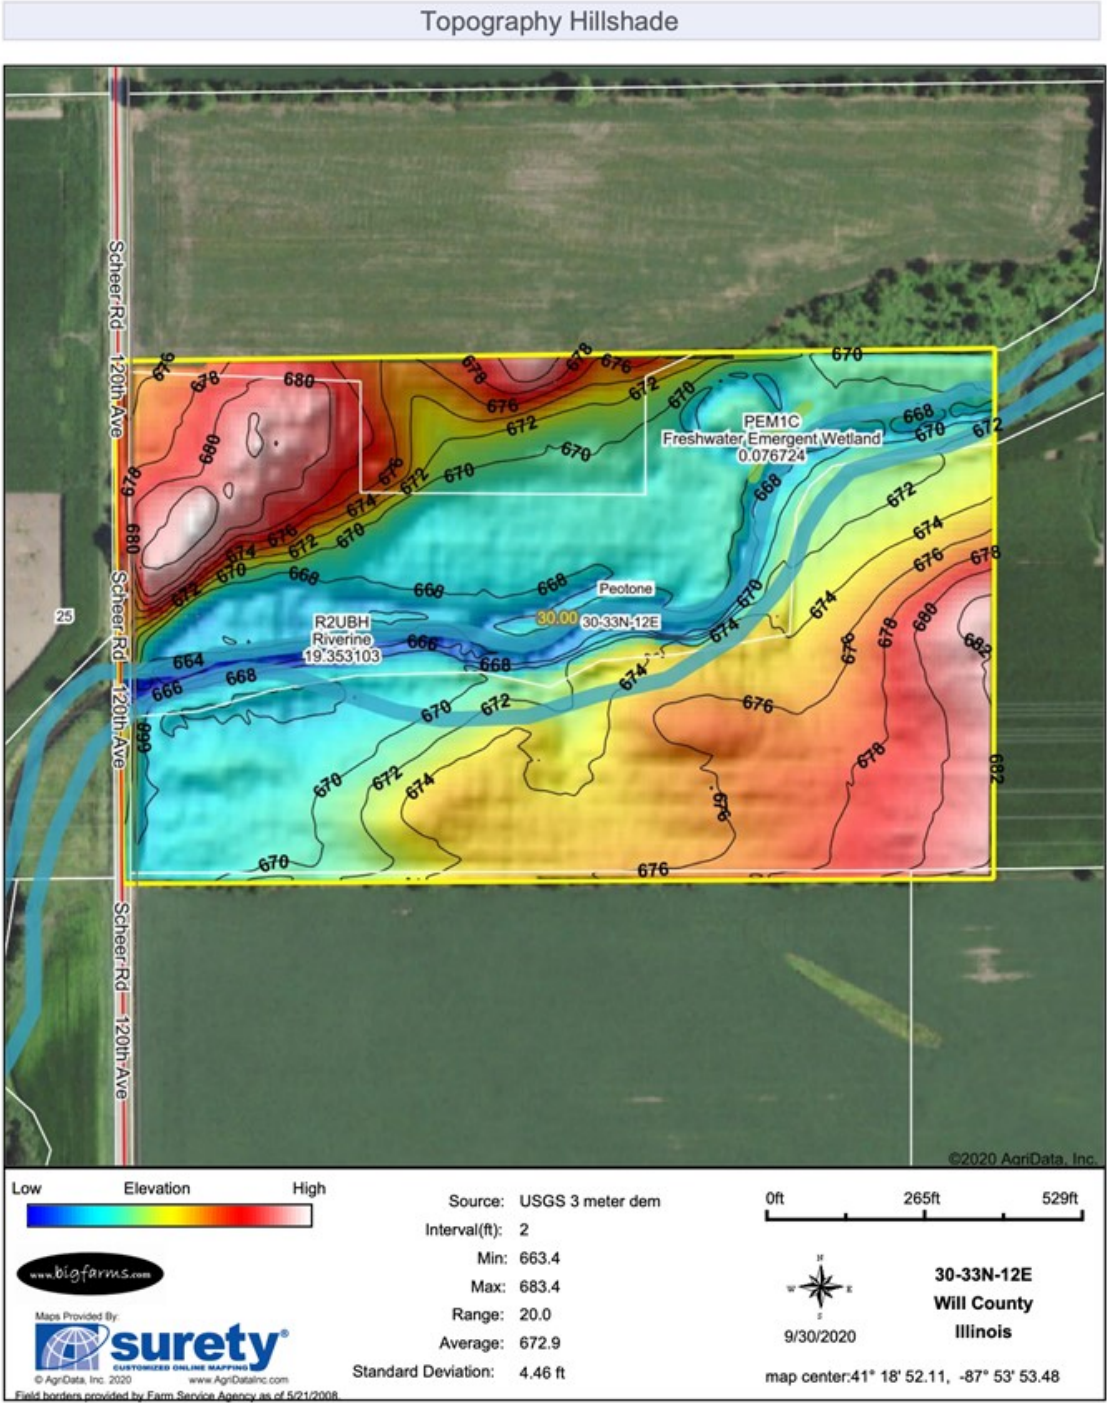 Topography Hillshade
Scheer Rd
120th Ave
676
678
680
678
678
676
672
670
670
676
672
670
570
668
670
672
PEM1C
Freshwater Emergent Wetland
0.076724
680
678
680
676
672
674
670
676
674
672
670
672
668
668
668
668
672
674
676
678
670
674
674
680
678
676
682
Scheer Rd
120th Ave
25
Peotone
30.00
30-33N-12E
R2UBH
Riverine
19.353103
664
666
668
666
668
674
670
672
676
678
670
672
674
676
682
670
676
Scheer Rd
120th Ave
©2020 AgriData, Inc.
Low
Elevation
High
Source: USGS 3 meter dem
Interval(ft): 2
Min: 663.4
Max: 683.4
Range: 20.0
Average: 672.9
Standard Deviation: 4.46 ft
0ft
265ft
529ft
N
W
E
S
9/30/2020
30-33N-12E
Will County
Illinois
map center:41° 18' 52.11, -87° 53' 53.48
www.bigfarms.com
Maps Provided By:
surety®
CUSTOMIZED ONLINE MAPPING
© AgriData, Inc. 2020
www.AgriDataInc.com
Field borders provided by Farm Service Agency as of 5/21/2008.